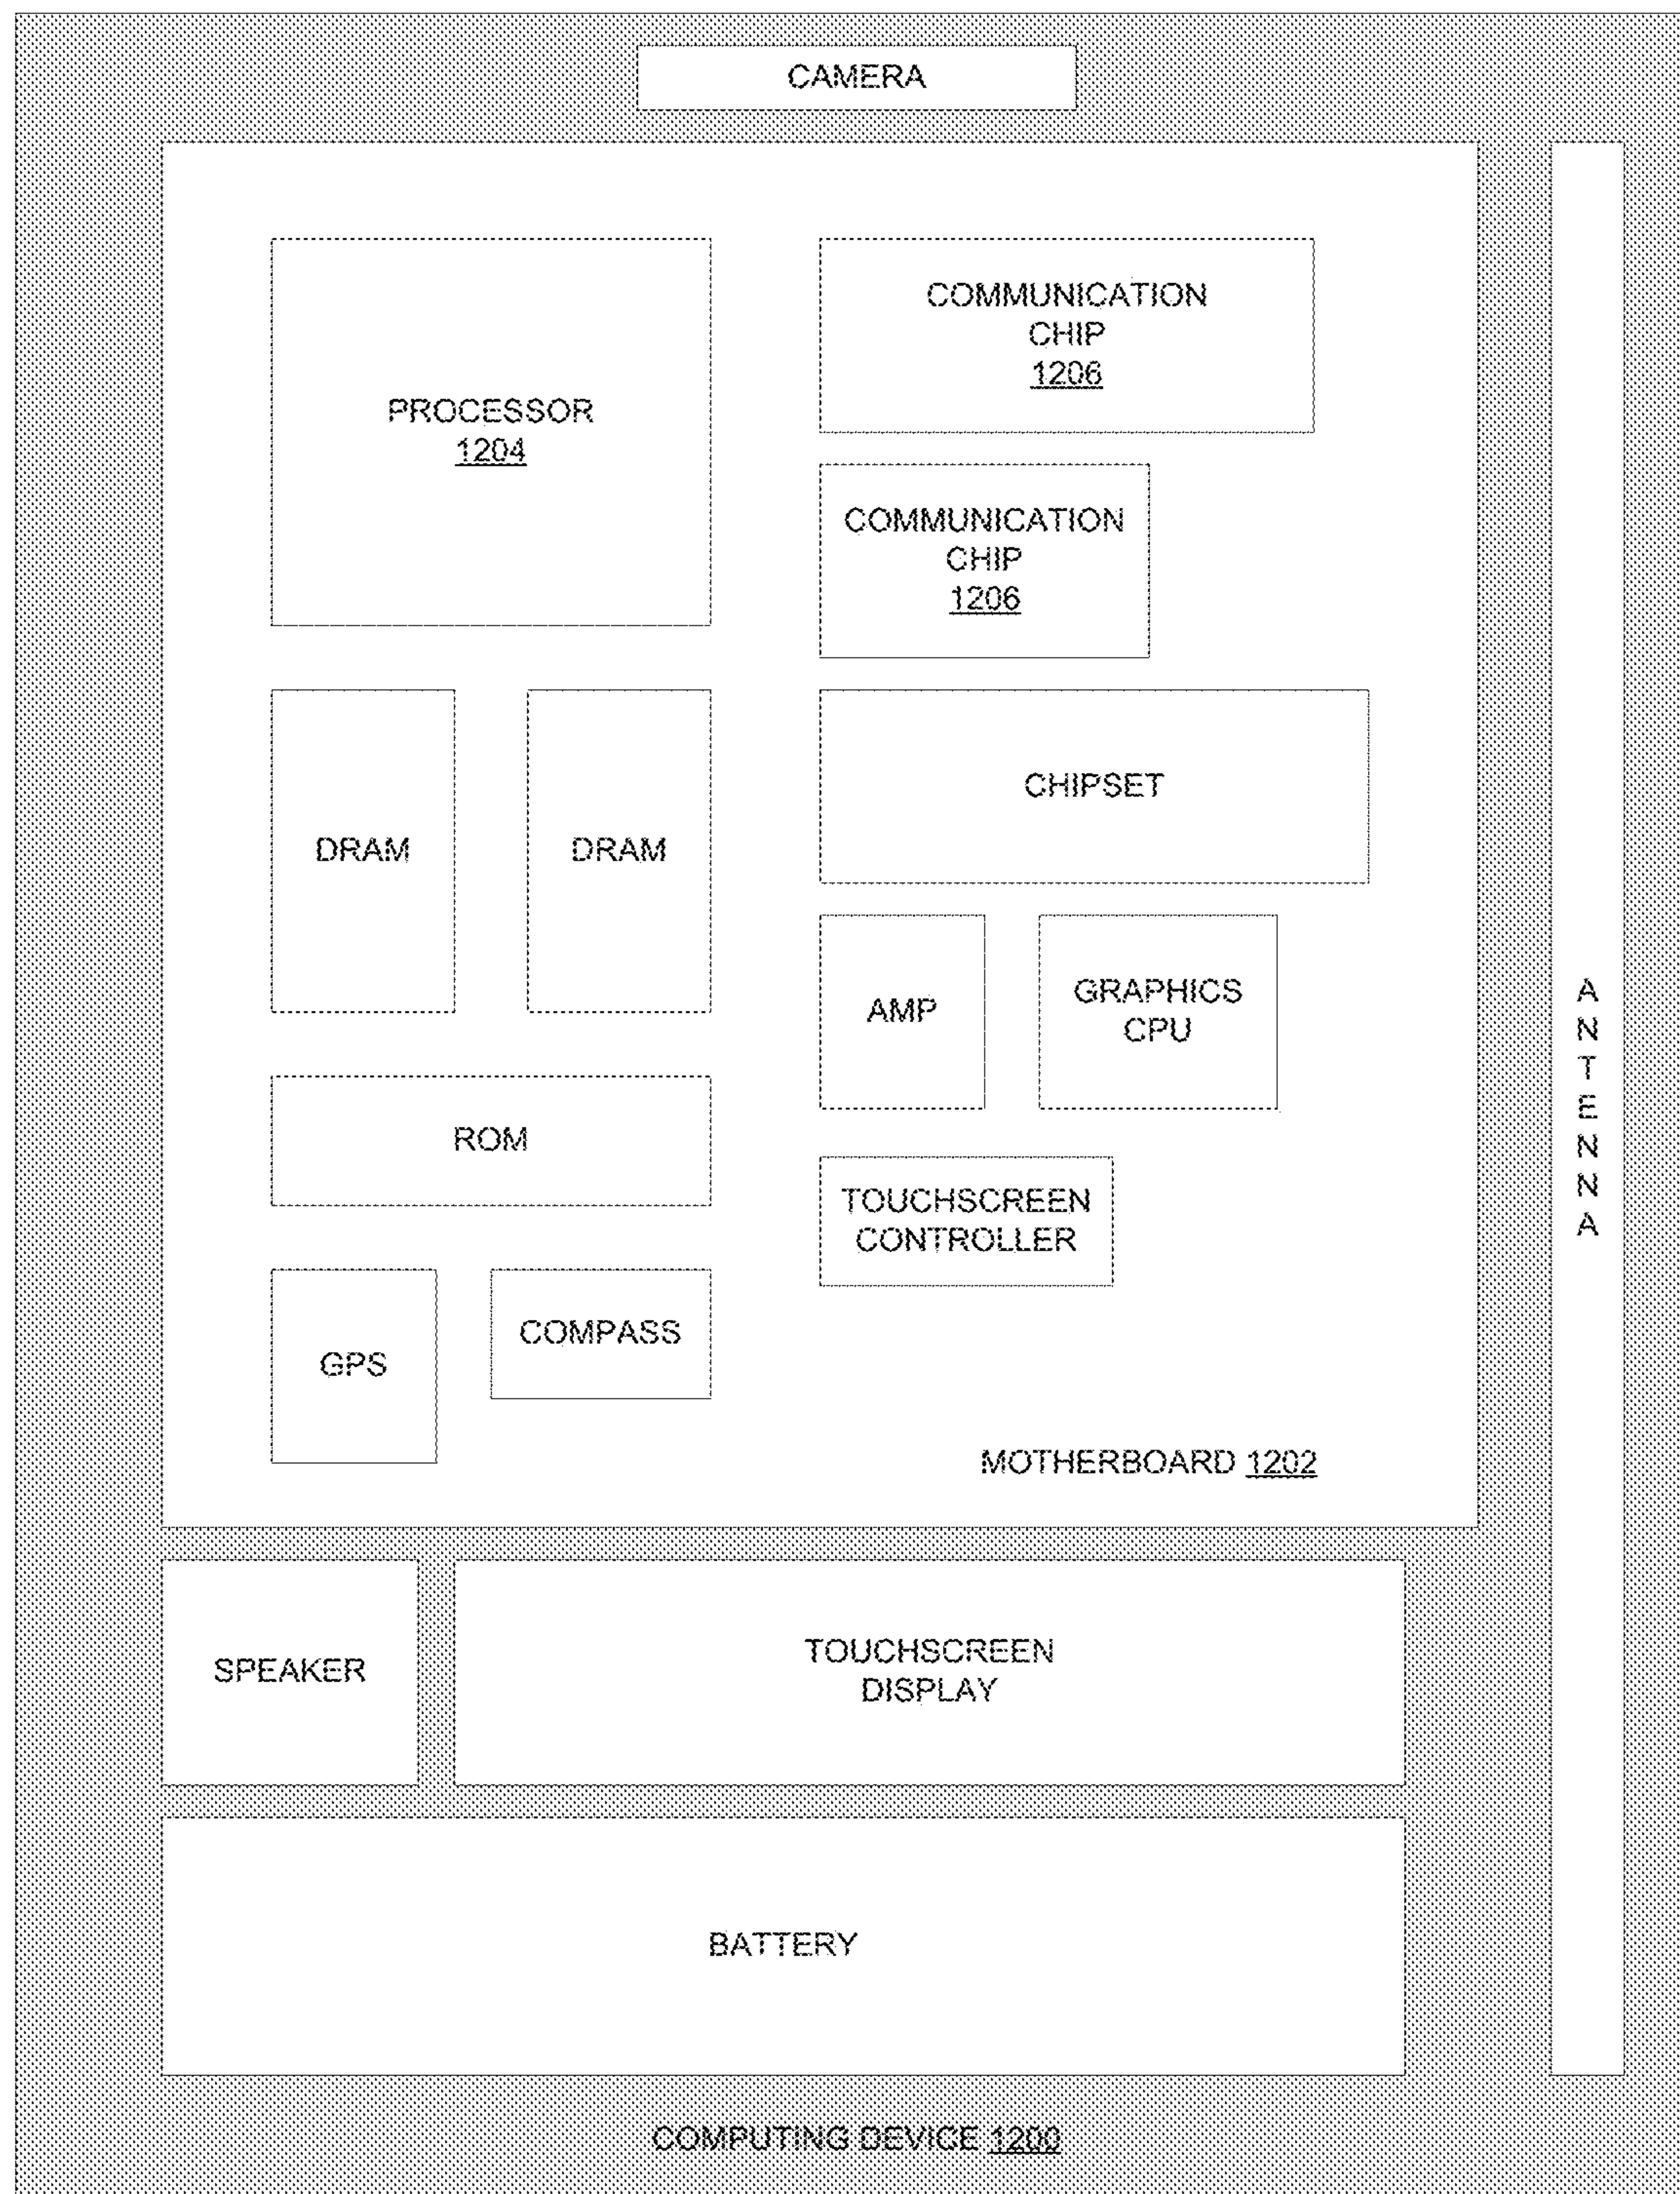 CAMERA
PROCESSOR
1204
COMMUNICATION
CHIP
1206
COMMUNICATION
CHIP
1206
DRAM
DRAM
CHIPSET
AMP
GRAPHICS
CPU
ROM
TOUCHSCREEN
CONTROLLER
GPS
COMPASS
MOTHERBOARD 1202
ANTENNA
SPEAKER
TOUCHSCREEN
DISPLAY
BATTERY
COMPUTING DEVICE 1200